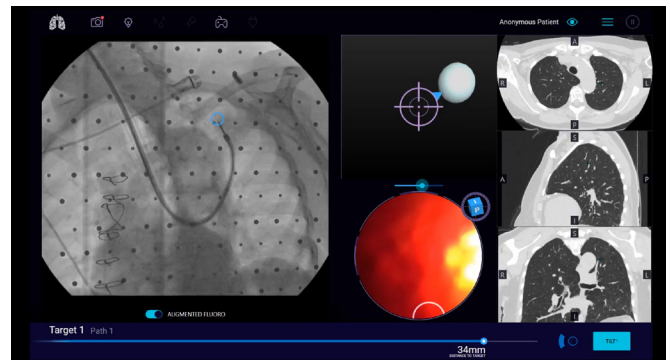 Anonymous Patient
A
R L
P
S
A P
I
S
R L
AUGMENTED FLUORO
Target 1 Path 1
34mm
DISTANCE TO TARGET